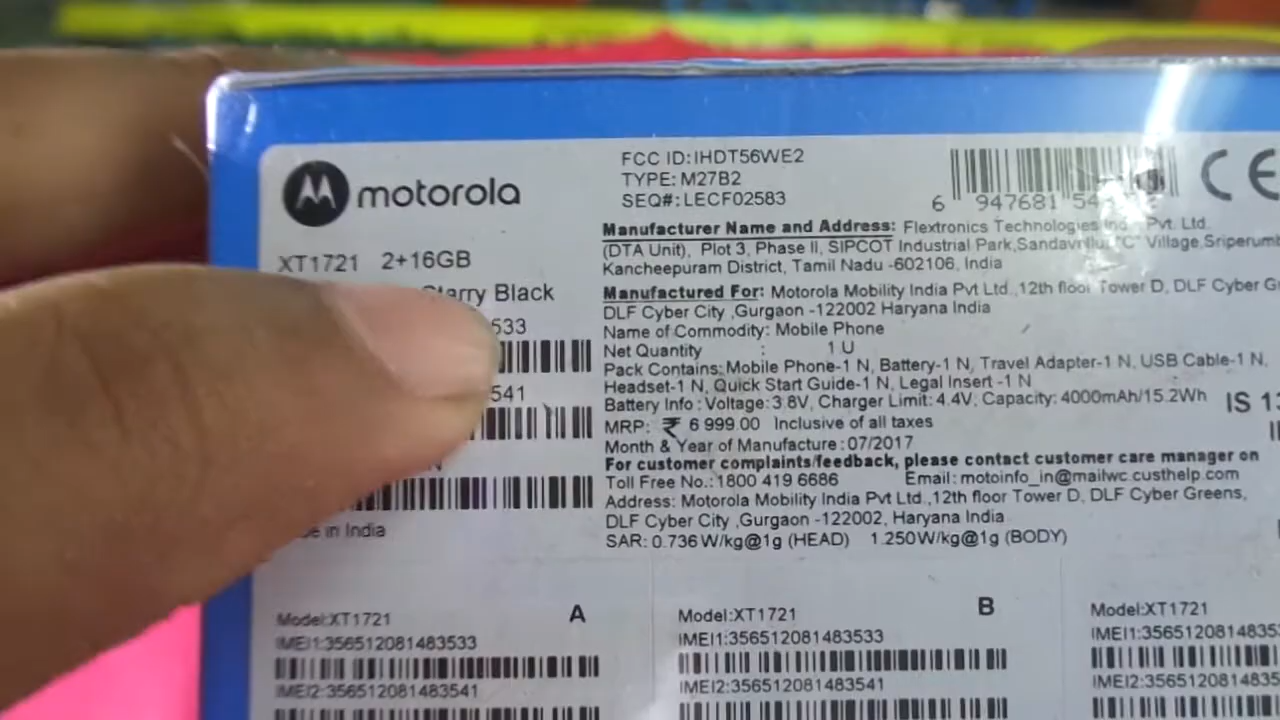 motorola
XT1721 2+16GB
Starry Black
533
541
N
in India
FCC ID:IHDT56WE2
TYPE: M27B2
SEQ#: LECF02583
6 947681
Manufacturer Name and Address: Flextronics Technologies Pvt. Ltd.
(DTA Unit), Plot 3, Phase II, SIPCOT Industrial Park, "C" Village,
Kancheepuram District, Tamil Nadu -602106, India
Manufactured For: Motorola Mobility India Pvt Ltd.,12th floor Tower D, DLF Cyber
DLF Cyber City ,Gurgaon -122002 Haryana India
Name of Commodity: Mobile Phone
Net Quantity : 1 U
Pack Contains: Mobile Phone-1 N, Battery-1 N, Travel Adapter-1 N, USB Cable-1 N,
Headset-1 N, Quick Start Guide-1 N, Legal Insert -1 N
Battery Info : Voltage: 3.8V, Charger Limit: 4.4V, Capacity: 4000mAh/15.2Wh
IS
MRP: ₹ 6 999.00 Inclusive of all taxes
Month & Year of Manufacture : 07/2017
For customer complaints/feedback, please contact customer care manager on
Toll Free No.: 1800 419 6686 Email: motoinfo_in@mailwc.custhelp.com
Address: Motorola Mobility India Pvt Ltd.,12th floor Tower D, DLF Cyber Greens,
DLF Cyber City ,Gurgaon -122002, Haryana India
SAR: 0.736 W/kg@1g (HEAD) 1.250W/kg@1g (BODY)
Model:XT1721 A
IMEI1:356512081483533
IMEI2:356512081483541
Model:XT1721 B
IMEI1:356512081483533
IMEI2:356512081483541
Model:XT1721
IMEI1:35651208148353
IMEI2:35651208148354